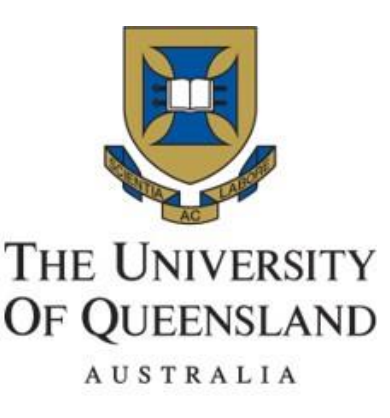 SCIENTIA AC LABORE
THE UNIVERSITY
OF QUEENSLAND
AUSTRALIA